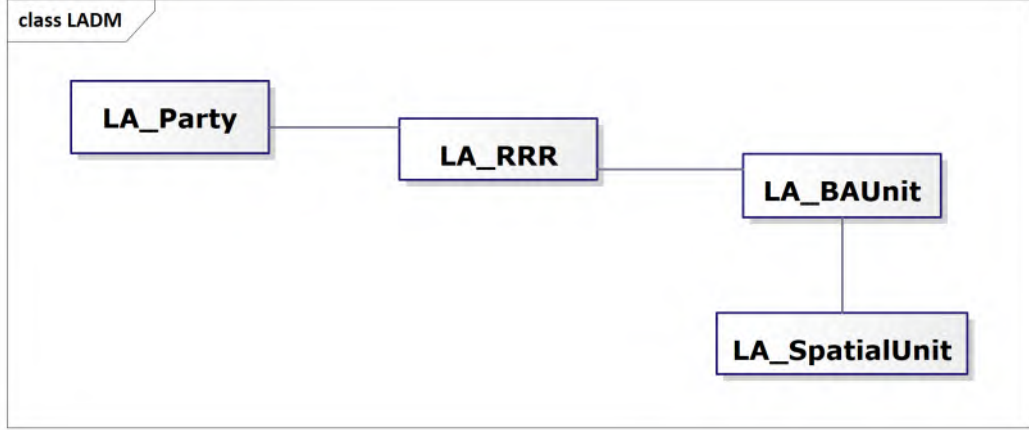 class LADM
LA_Party
LA_RRR
LA_BAUnit
LA_SpatialUnit